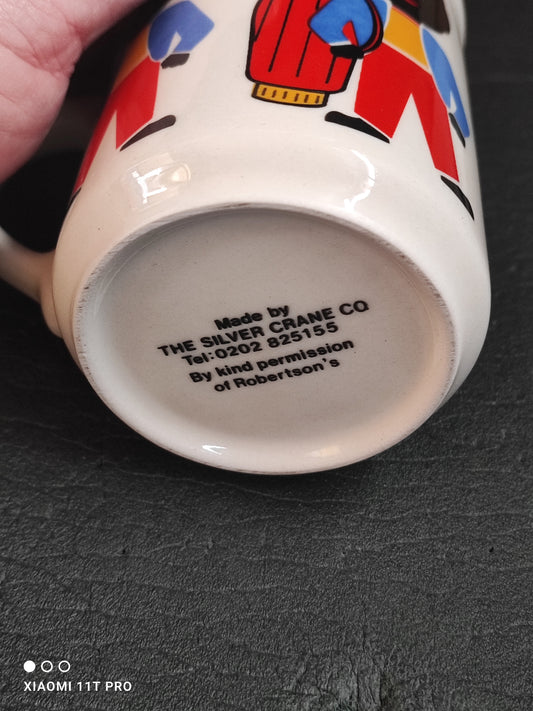 Made by
THE SILVER CRANE CO
Tel:0202 825155
By kind permission
of Robertson's
XIAOMI 11T PRO